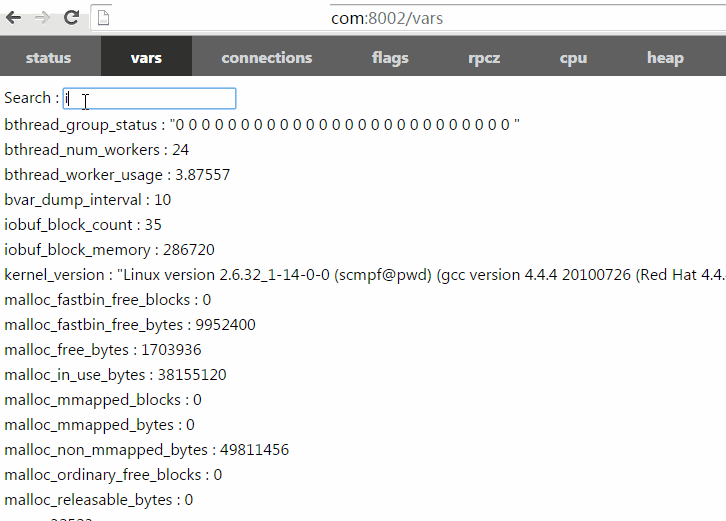 com:8002/vars
status vars connections flags rpcz cpu heap
Search : i
bthread_group_status : "0 0 0 0 0 0 0 0 0 0 0 0 0 0 0 0 0 0 0 0 0 0 0 0 0 0 "
bthread_num_workers : 24
bthread_worker_usage : 3.87557
bvar_dump_interval : 10
iobuf_block_count : 35
iobuf_block_memory : 286720
kernel_version : "Linux version 2.6.32_1-14-0-0 (scmpf@pwd) (gcc version 4.4.4 20100726 (Red Hat 4.4.
malloc_fastbin_free_blocks : 0
malloc_fastbin_free_bytes : 9952400
malloc_free_bytes : 1703936
malloc_in_use_bytes : 38155120
malloc_mmapped_blocks : 0
malloc_mmapped_bytes : 0
malloc_non_mmapped_bytes : 49811456
malloc_ordinary_free_blocks : 0
malloc_releasable_bytes : 0